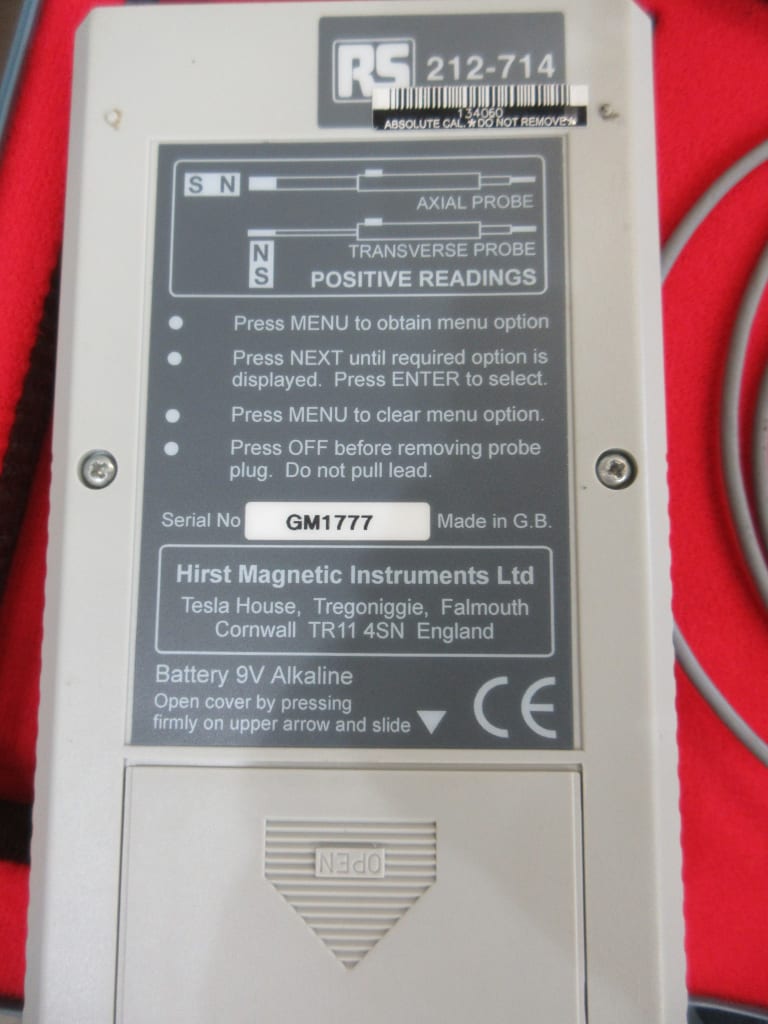 RS 212-714
134060
ABSOLUTE CAL.★DO NOT REMOVE★
S N
AXIAL PROBE
TRANSVERSE PROBE
N
S
POSITIVE READINGS
● Press MENU to obtain menu option
● Press NEXT until required option is
displayed. Press ENTER to select.
● Press MENU to clear menu option.
● Press OFF before removing probe
plug. Do not pull lead.
Serial No GM1777 Made in G.B.
Hirst Magnetic Instruments Ltd
Tesla House, Tregoniggie, Falmouth
Cornwall TR11 4SN England
Battery 9V Alkaline
Open cover by pressing
firmly on upper arrow and slide ▼ CE
OPEN